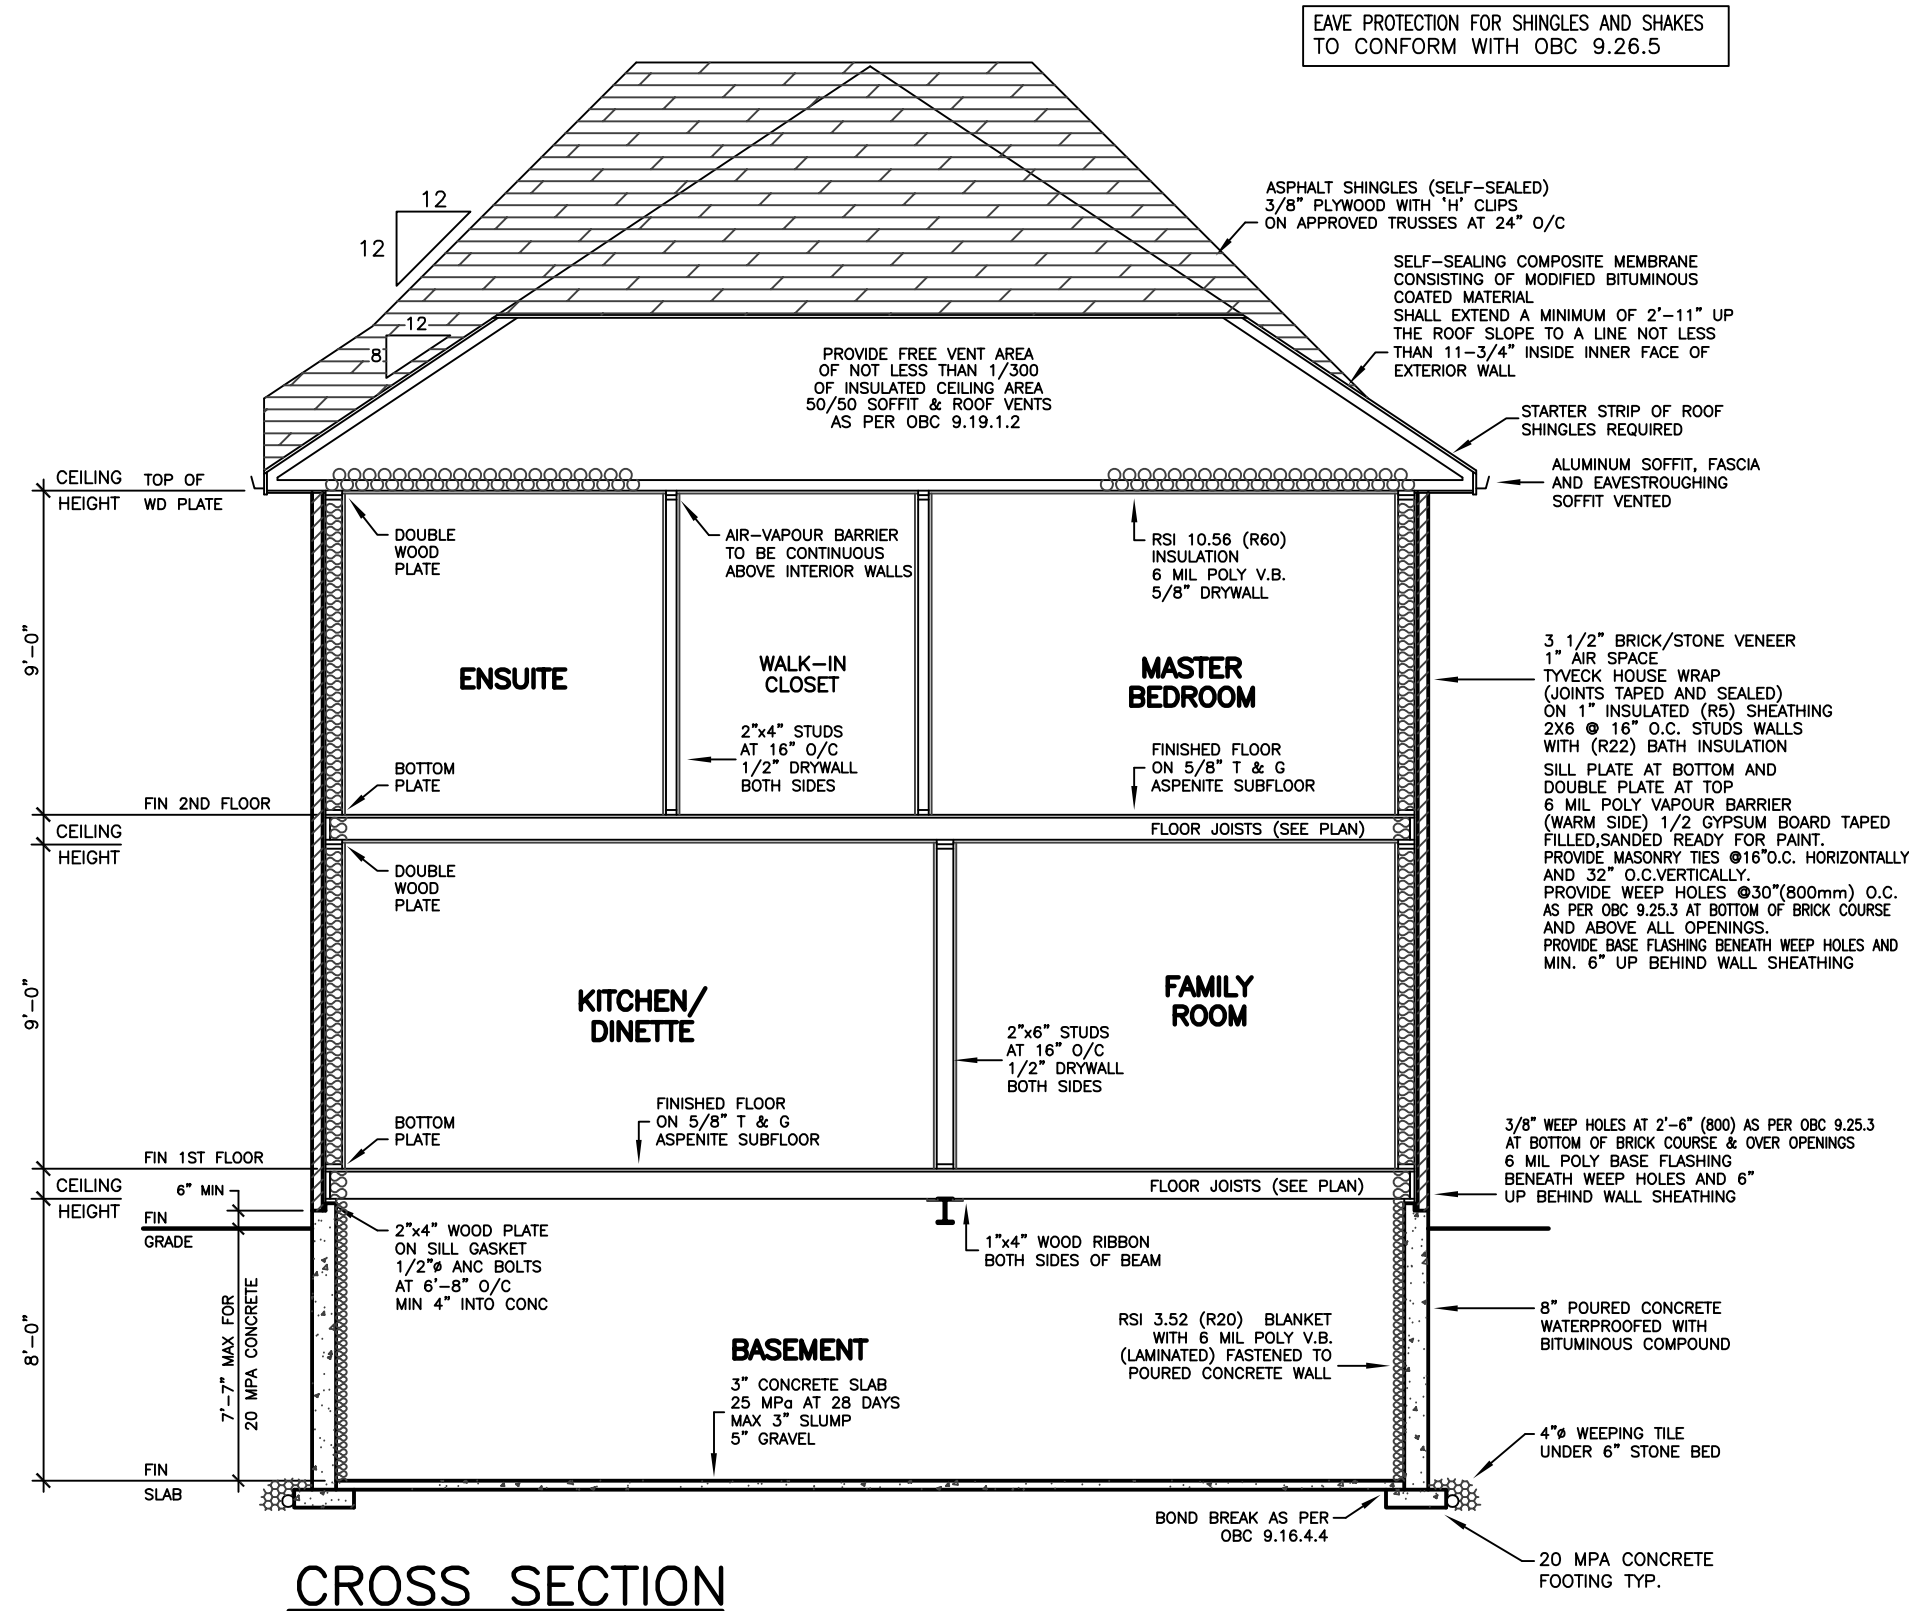 EAVE PROTECTION FOR SHINGLES AND SHAKES
TO CONFORM WITH OBC 9.26.5
12
12
12
8
ASPHALT SHINGLES (SELF-SEALED)
3/8" PLYWOOD WITH 'H' CLIPS
ON APPROVED TRUSSES AT 24" O/C
SELF-SEALING COMPOSITE MEMBRANE
CONSISTING OF MODIFIED BITUMINOUS
COATED MATERIAL
SHALL EXTEND A MINIMUM OF 2'-11" UP
THE ROOF SLOPE TO A LINE NOT LESS
THAN 11-3/4" INSIDE INNER FACE OF
EXTERIOR WALL
PROVIDE FREE VENT AREA
OF NOT LESS THAN 1/300
OF INSULATED CEILING AREA
50/50 SOFFIT & ROOF VENTS
AS PER OBC 9.19.1.2
STARTER STRIP OF ROOF
SHINGLES REQUIRED
ALUMINUM SOFFIT, FASCIA
AND EAVESTROUGHING
SOFFIT VENTED
CEILING
HEIGHT
TOP OF
WD PLATE
DOUBLE
WOOD
PLATE
AIR-VAPOUR BARRIER
TO BE CONTINUOUS
ABOVE INTERIOR WALLS
RSI 10.56 (R60)
INSULATION
6 MIL POLY V.B.
5/8" DRYWALL
9'-0"
ENSUITE
WALK-IN
CLOSET
MASTER
BEDROOM
2"x4" STUDS
AT 16" O/C
1/2" DRYWALL
BOTH SIDES
FINISHED FLOOR
ON 5/8" T & G
ASPENITE SUBFLOOR
BOTTOM
PLATE
3 1/2" BRICK/STONE VENEER
1" AIR SPACE
TYVECK HOUSE WRAP
(JOINTS TAPED AND SEALED)
ON 1" INSULATED (R5) SHEATHING
2X6 @ 16" O.C. STUDS WALLS
WITH (R22) BATH INSULATION
SILL PLATE AT BOTTOM AND
DOUBLE PLATE AT TOP
6 MIL POLY VAPOUR BARRIER
(WARM SIDE) 1/2 GYPSUM BOARD TAPED
FILLED,SANDED READY FOR PAINT.
PROVIDE MASONRY TIES @16"O.C. HORIZONTALLY
AND 32" O.C.VERTICALLY.
PROVIDE WEEP HOLES @30"(800mm) O.C.
AS PER OBC 9.25.3 AT BOTTOM OF BRICK COURSE
AND ABOVE ALL OPENINGS.
PROVIDE BASE FLASHING BENEATH WEEP HOLES AND
MIN. 6" UP BEHIND WALL SHEATHING
FIN 2ND FLOOR
CEILING
HEIGHT
FLOOR JOISTS (SEE PLAN)
DOUBLE
WOOD
PLATE
9'-0"
KITCHEN/
DINETTE
FAMILY
ROOM
2"x6" STUDS
AT 16" O/C
1/2" DRYWALL
BOTH SIDES
BOTTOM
PLATE
FINISHED FLOOR
ON 5/8" T & G
ASPENITE SUBFLOOR
3/8" WEEP HOLES AT 2'-6" (800) AS PER OBC 9.25.3
AT BOTTOM OF BRICK COURSE & OVER OPENINGS
6 MIL POLY BASE FLASHING
BENEATH WEEP HOLES AND 6"
UP BEHIND WALL SHEATHING
FIN 1ST FLOOR
CEILING
HEIGHT
6" MIN
FLOOR JOISTS (SEE PLAN)
FIN
GRADE
2"x4" WOOD PLATE
ON SILL GASKET
1/2"ø ANC BOLTS
AT 6'-8" O/C
MIN 4" INTO CONC
1"x4" WOOD RIBBON
BOTH SIDES OF BEAM
8'-0"
7'-7" MAX FOR
20 MPA CONCRETE
BASEMENT
3" CONCRETE SLAB
25 MPa AT 28 DAYS
MAX 3" SLUMP
5" GRAVEL
RSI 3.52 (R20) BLANKET
WITH 6 MIL POLY V.B.
(LAMINATED) FASTENED TO
POURED CONCRETE WALL
8" POURED CONCRETE
WATERPROOFED WITH
BITUMINOUS COMPOUND
4"ø WEEPING TILE
UNDER 6" STONE BED
FIN
SLAB
BOND BREAK AS PER
OBC 9.16.4.4
20 MPA CONCRETE
FOOTING TYP.
CROSS SECTION